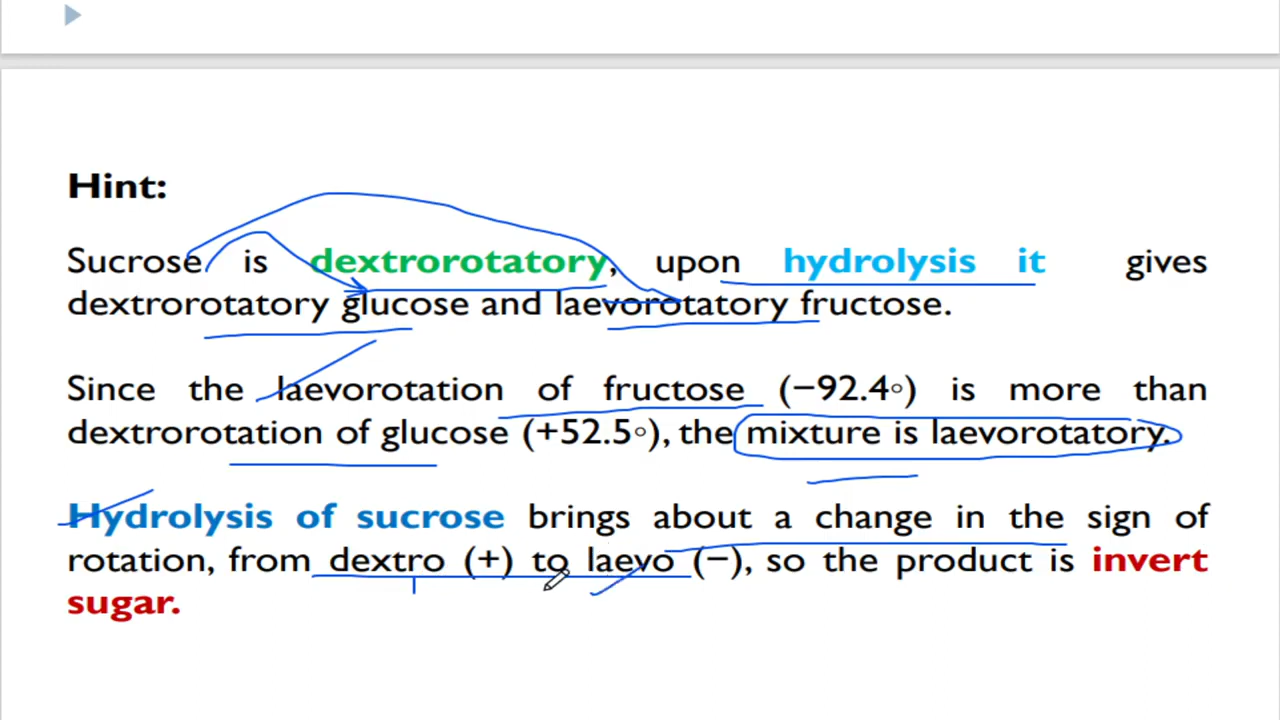 Hint:
Sucrose is dextrorotatory, upon hydrolysis it gives
dextrorotatory glucose and laevorotatory fructose.
Since the laevorotation of fructose (−92.4◦) is more than
dextrorotation of glucose (+52.5◦), the mixture is laevorotatory.
Hydrolysis of sucrose brings about a change in the sign of
rotation, from dextro (+) to laevo (−), so the product is invert
sugar.